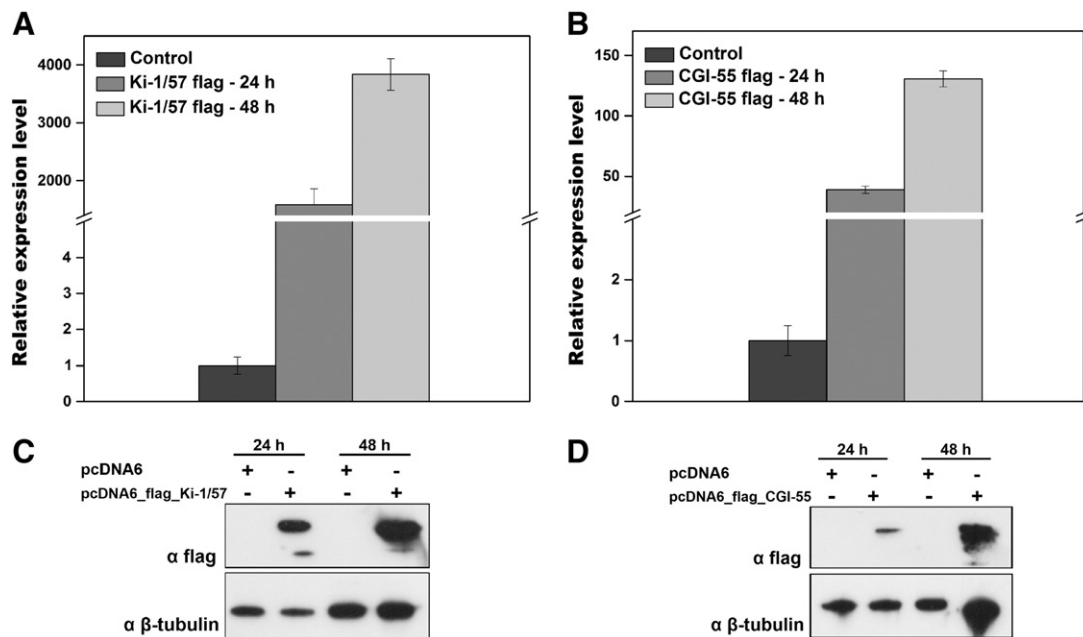 A
Relative expression level
4000
3000
2000
4
3
2
1
0
Control
Ki-1/57 flag - 24 h
Ki-1/57 flag - 48 h
B
Relative expression level
150
100
50
2
1
0
Control
CGI-55 flag - 24 h
CGI-55 flag - 48 h
C
24 h 48 h
pcDNA6 + - + -
pcDNA6_flag_Ki-1/57 - + - +
α flag
α β-tubulin
D
24 h 48 h
pcDNA6 + - + -
pcDNA6_flag_CGI-55 - + - +
α flag
α β-tubulin